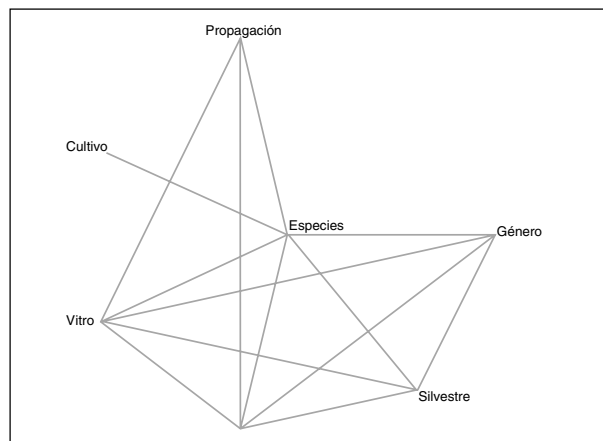 Propagación
Cultivo
Especies
Género
Vitro
Silvestre